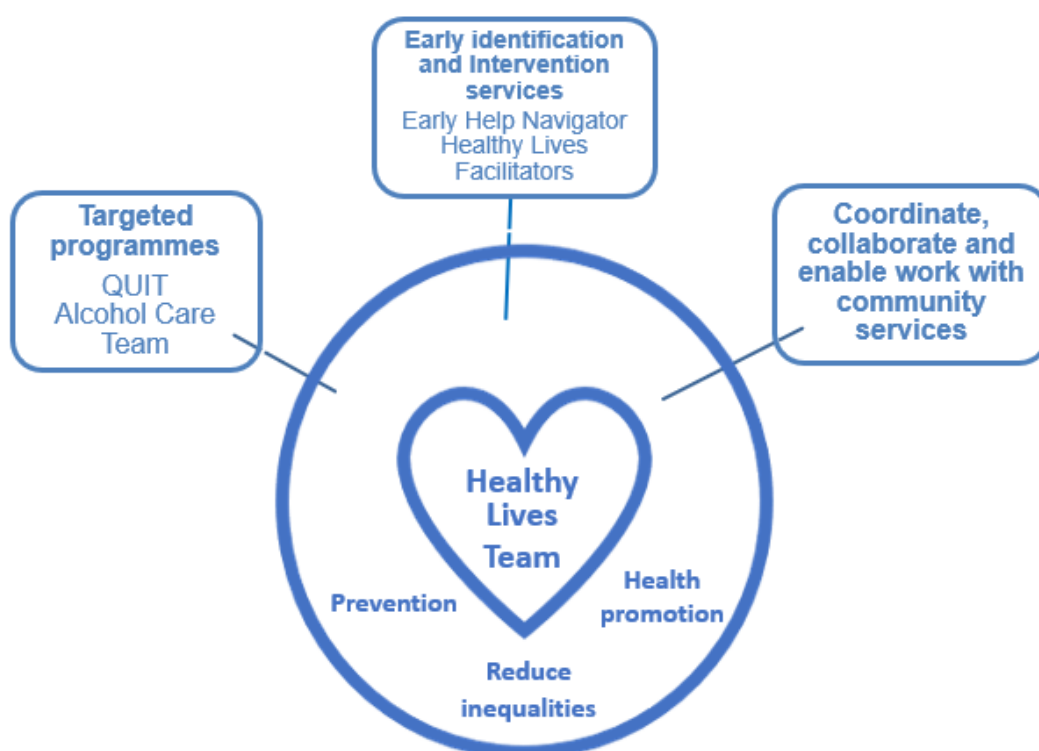 Early identification
and Intervention
services
Early Help Navigator
Healthy Lives
Facilitators
Targeted
programmes
QUIT
Alcohol Care
Team
Coordinate,
collaborate and
enable work with
community
services
Healthy
Lives
Team
Prevention
Health
promotion
Reduce
inequalities